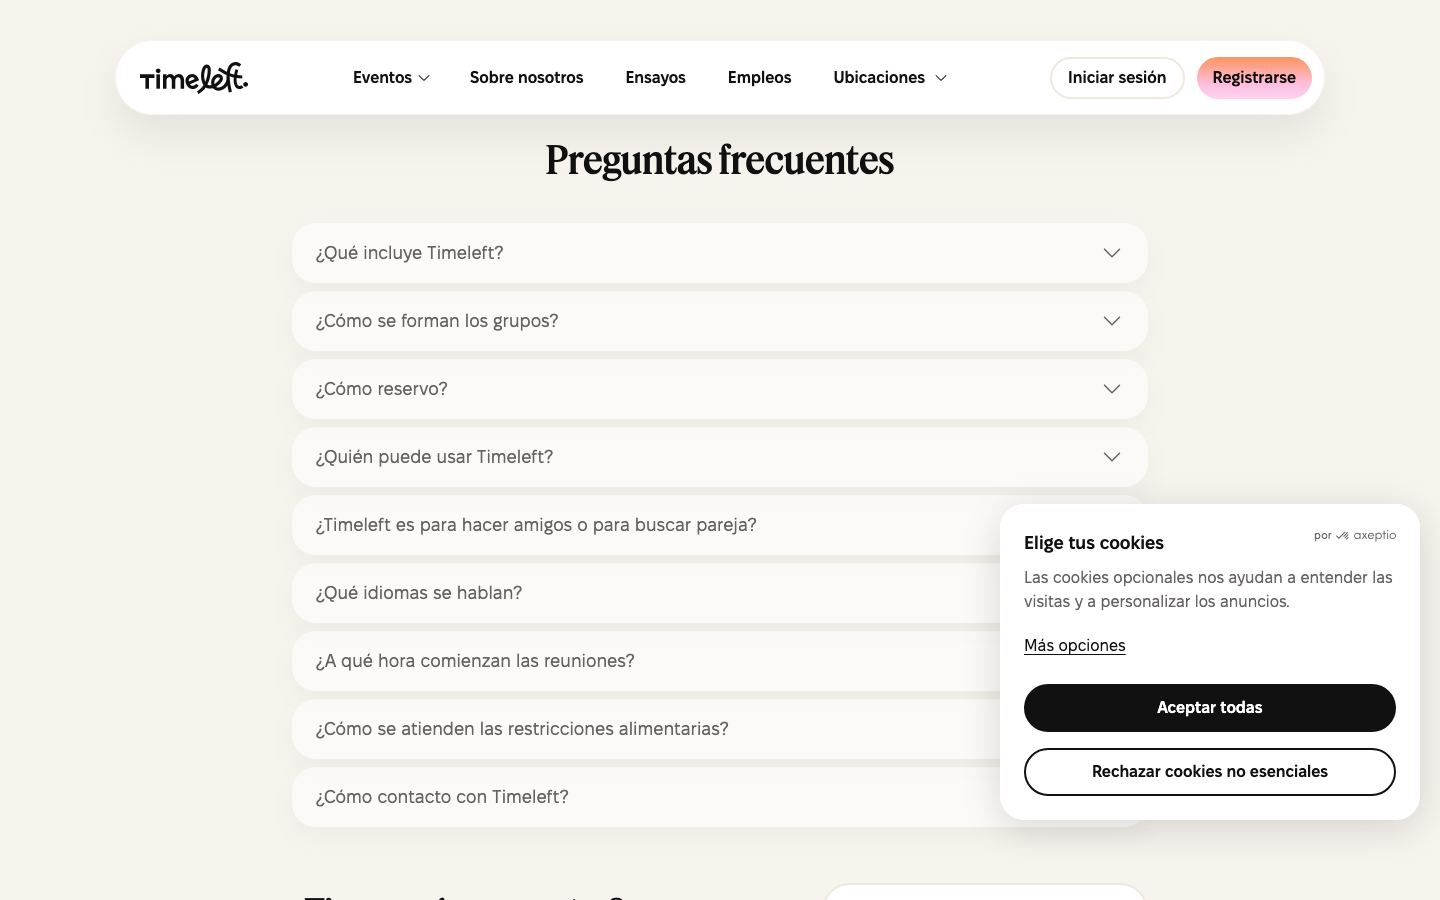 Timeleft.
Eventos
Sobre nosotros
Ensayos
Empleos
Ubicaciones
Iniciar sesión
Registrarse
Preguntas frecuentes
¿Qué incluye Timeleft?
¿Cómo se forman los grupos?
¿Cómo reservo?
¿Quién puede usar Timeleft?
¿Timeleft es para hacer amigos o para buscar pareja?
¿Qué idiomas se hablan?
¿A qué hora comienzan las reuniones?
¿Cómo se atienden las restricciones alimentarias?
¿Cómo contacto con Timeleft?
Elige tus cookies
por axeptio
Las cookies opcionales nos ayudan a entender las
visitas y a personalizar los anuncios.
Más opciones
Aceptar todas
Rechazar cookies no esenciales